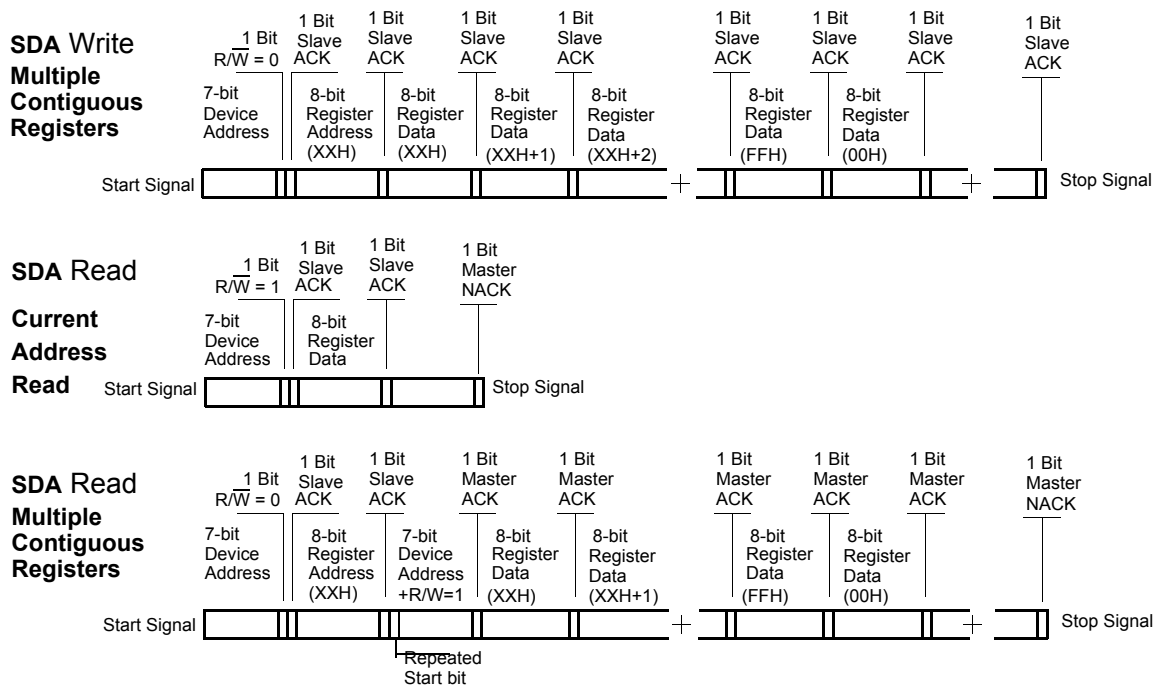 SDA Write
Multiple
Contiguous
Registers
1 Bit
R/W = 0
1 Bit
Slave
ACK
1 Bit
Slave
ACK
1 Bit
Slave
ACK
1 Bit
Slave
ACK
1 Bit
Slave
ACK
1 Bit
Slave
ACK
1 Bit
Slave
ACK
1 Bit
Slave
ACK
7-bit
Device
Address
8-bit
Register
Address
(XXH)
8-bit
Register
Data
(XXH)
8-bit
Register
Data
(XXH+1)
8-bit
Register
Data
(XXH+2)
8-bit
Register
Data
(FFH)
8-bit
Register
Data
(00H)
Start Signal
Stop Signal
SDA Read
Current
Address
Read
1 Bit
R/W = 1
1 Bit
Slave
ACK
1 Bit
Slave
ACK
1 Bit
Master
NACK
7-bit
Device
Address
8-bit
Register
Data
Start Signal
Stop Signal
SDA Read
Multiple
Contiguous
Registers
1 Bit
R/W = 0
1 Bit
Slave
ACK
1 Bit
Slave
ACK
1 Bit
Master
ACK
1 Bit
Master
ACK
1 Bit
Master
ACK
1 Bit
Master
ACK
1 Bit
Master
ACK
1 Bit
Master
NACK
7-bit
Device
Address
8-bit
Register
Address
(XXH)
7-bit
Device
Address
+R/W=1
8-bit
Register
Data
(XXH)
8-bit
Register
Data
(XXH+1)
8-bit
Register
Data
(FFH)
8-bit
Register
Data
(00H)
Start Signal
Stop Signal
Repeated
Start bit